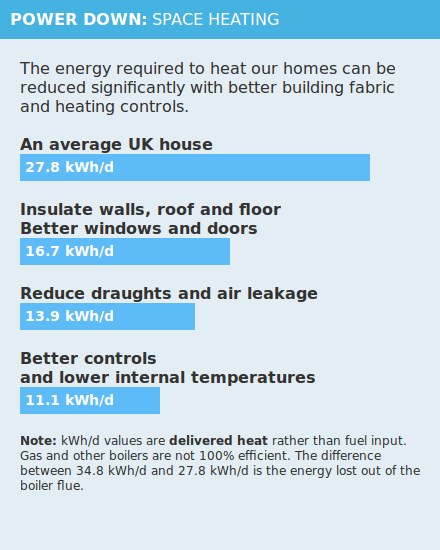 POWER DOWN: SPACE HEATING
The energy required to heat our homes can be
reduced significantly with better building fabric
and heating controls.
An average UK house
27.8 kWh/d
Insulate walls, roof and floor
Better windows and doors
16.7 kWh/d
Reduce draughts and air leakage
13.9 kWh/d
Better controls
and lower internal temperatures
11.1 kWh/d
Note: kWh/d values are delivered heat rather than fuel input.
Gas and other boilers are not 100% efficient. The difference
between 34.8 kWh/d and 27.8 kWh/d is the energy lost out of the
boiler flue.